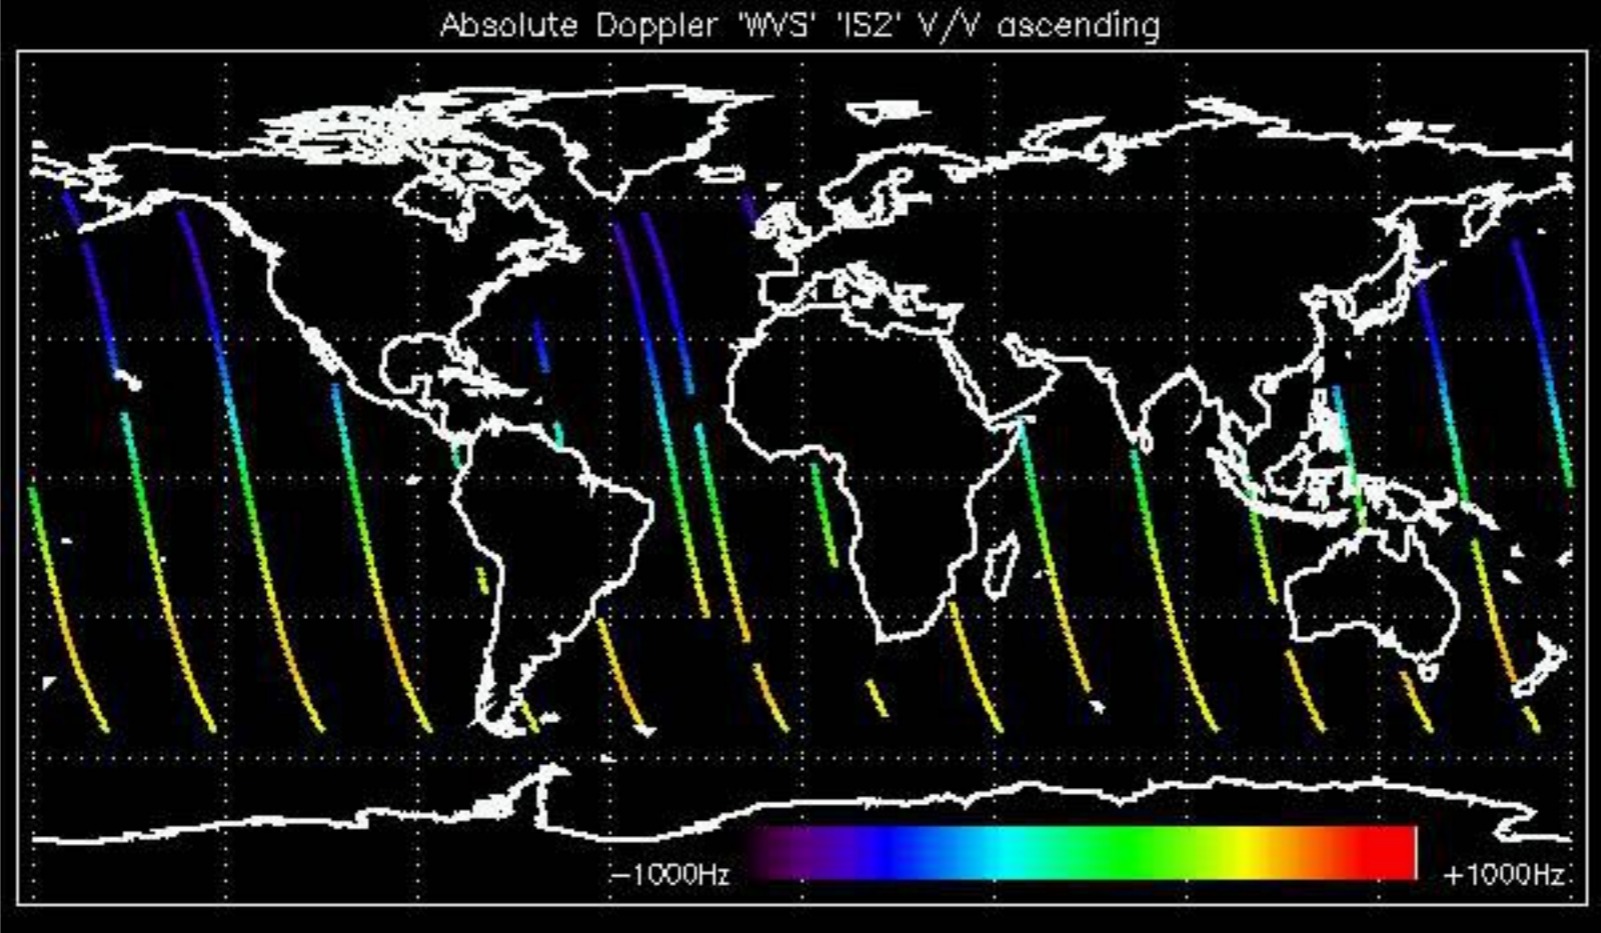 Absolute Doppler 'WVS' 'IS2' V/V ascending
−1000Hz
+1000Hz